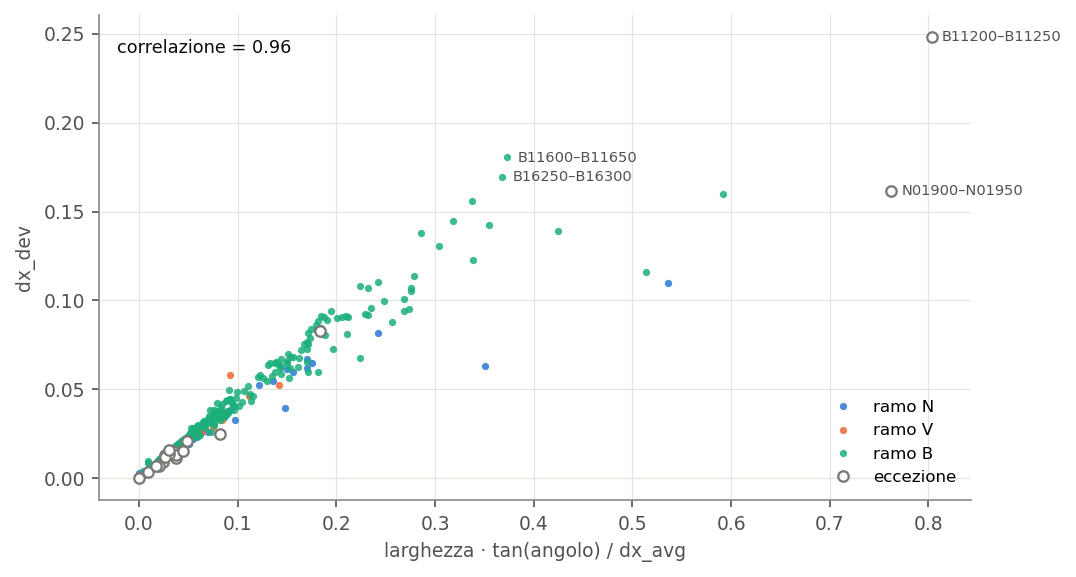 correlazione = 0.96
B11200–B11250
B11600–B11650
B16250–B16300
N01900–N01950
dx_dev
0.25
0.20
0.15
0.10
0.05
0.00
ramo N
ramo V
ramo B
eccezione
0.0 0.1 0.2 0.3 0.4 0.5 0.6 0.7 0.8
larghezza · tan(angolo) / dx_avg